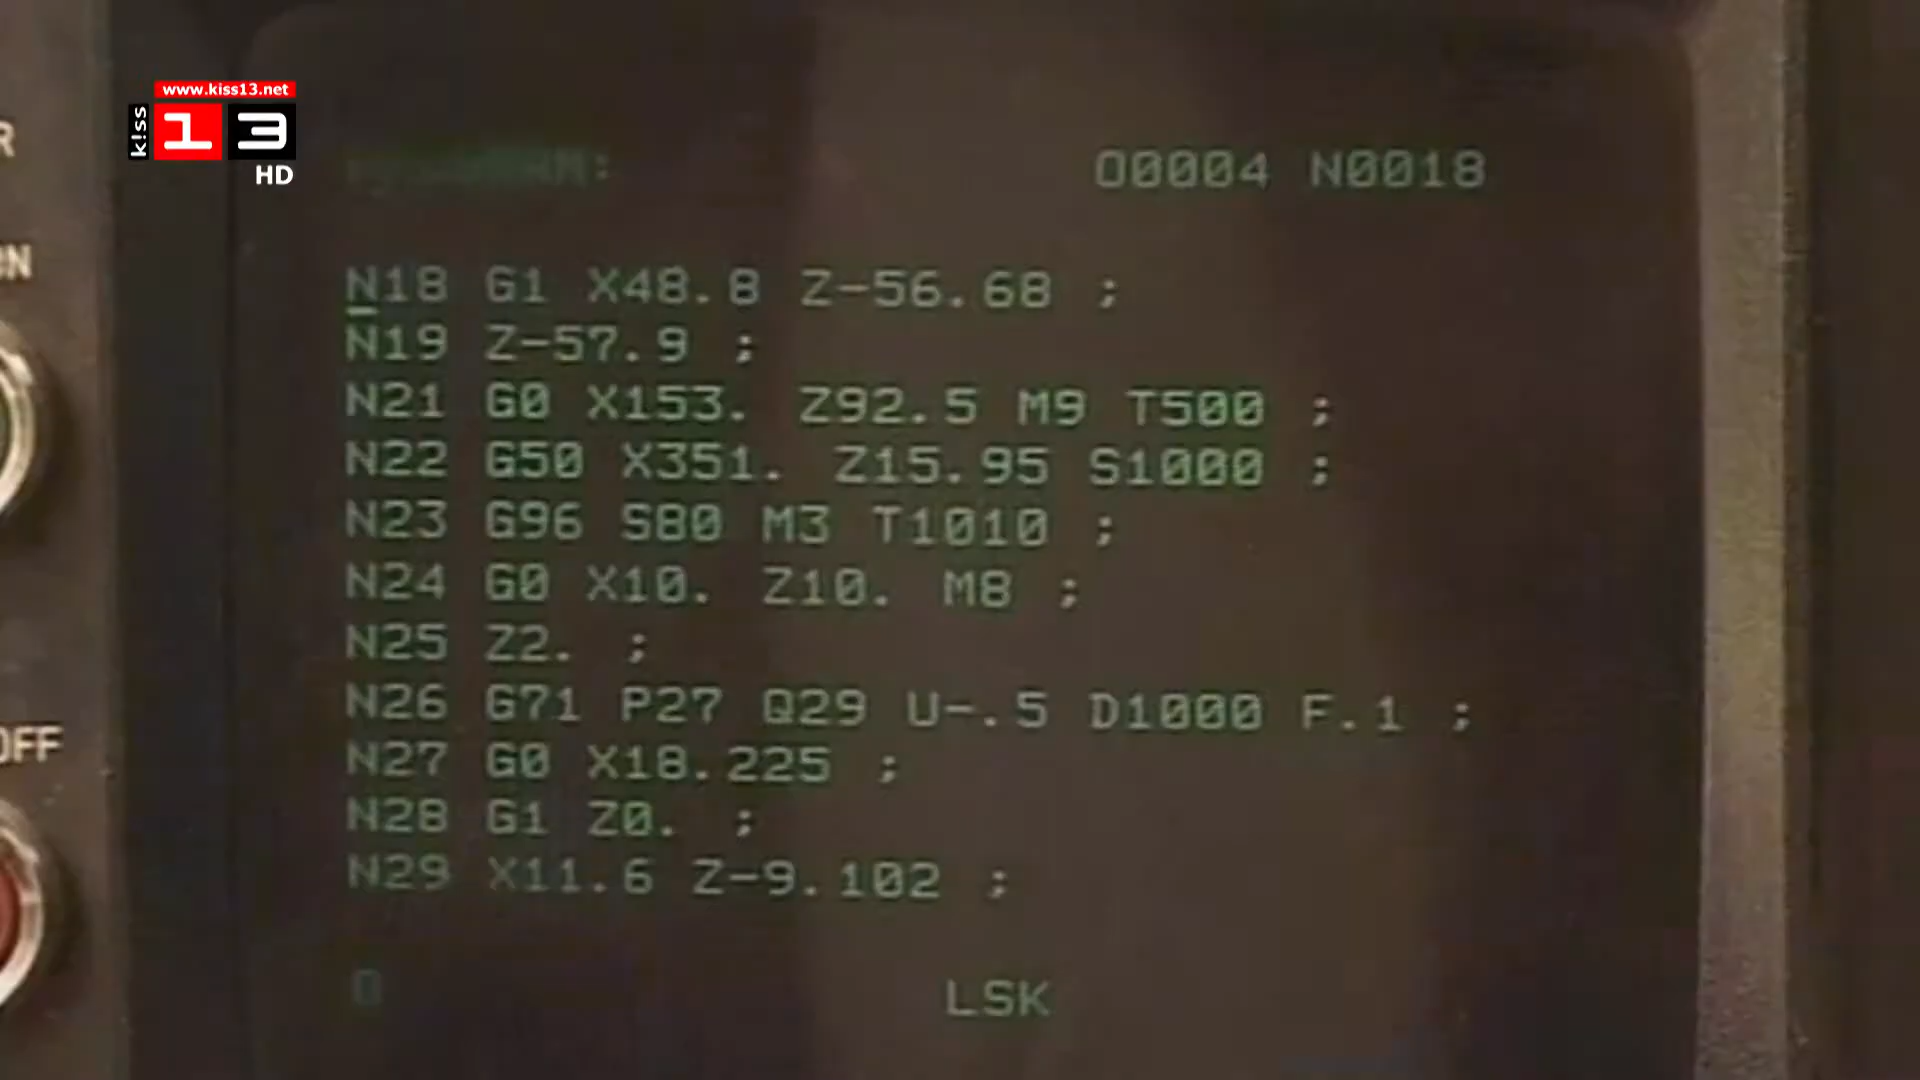 www.kiss13.net
kiss
13
HD
O0004 N0018
N18 G1 X48.8 Z-56.68 ;
N19 Z-57.9 ;
N21 G0 X153. Z92.5 M9 T500 ;
N22 G50 X351. Z15.95 S1000 ;
N23 G96 S80 M3 T1010 ;
N24 G0 X10. Z10. M8 ;
N25 Z2. ;
N26 G71 P27 Q29 U-.5 D1000 F.1 ;
N27 G0 X18.225 ;
N28 G1 Z0. ;
N29 X11.6 Z-9.102 ;
LSK
OFF